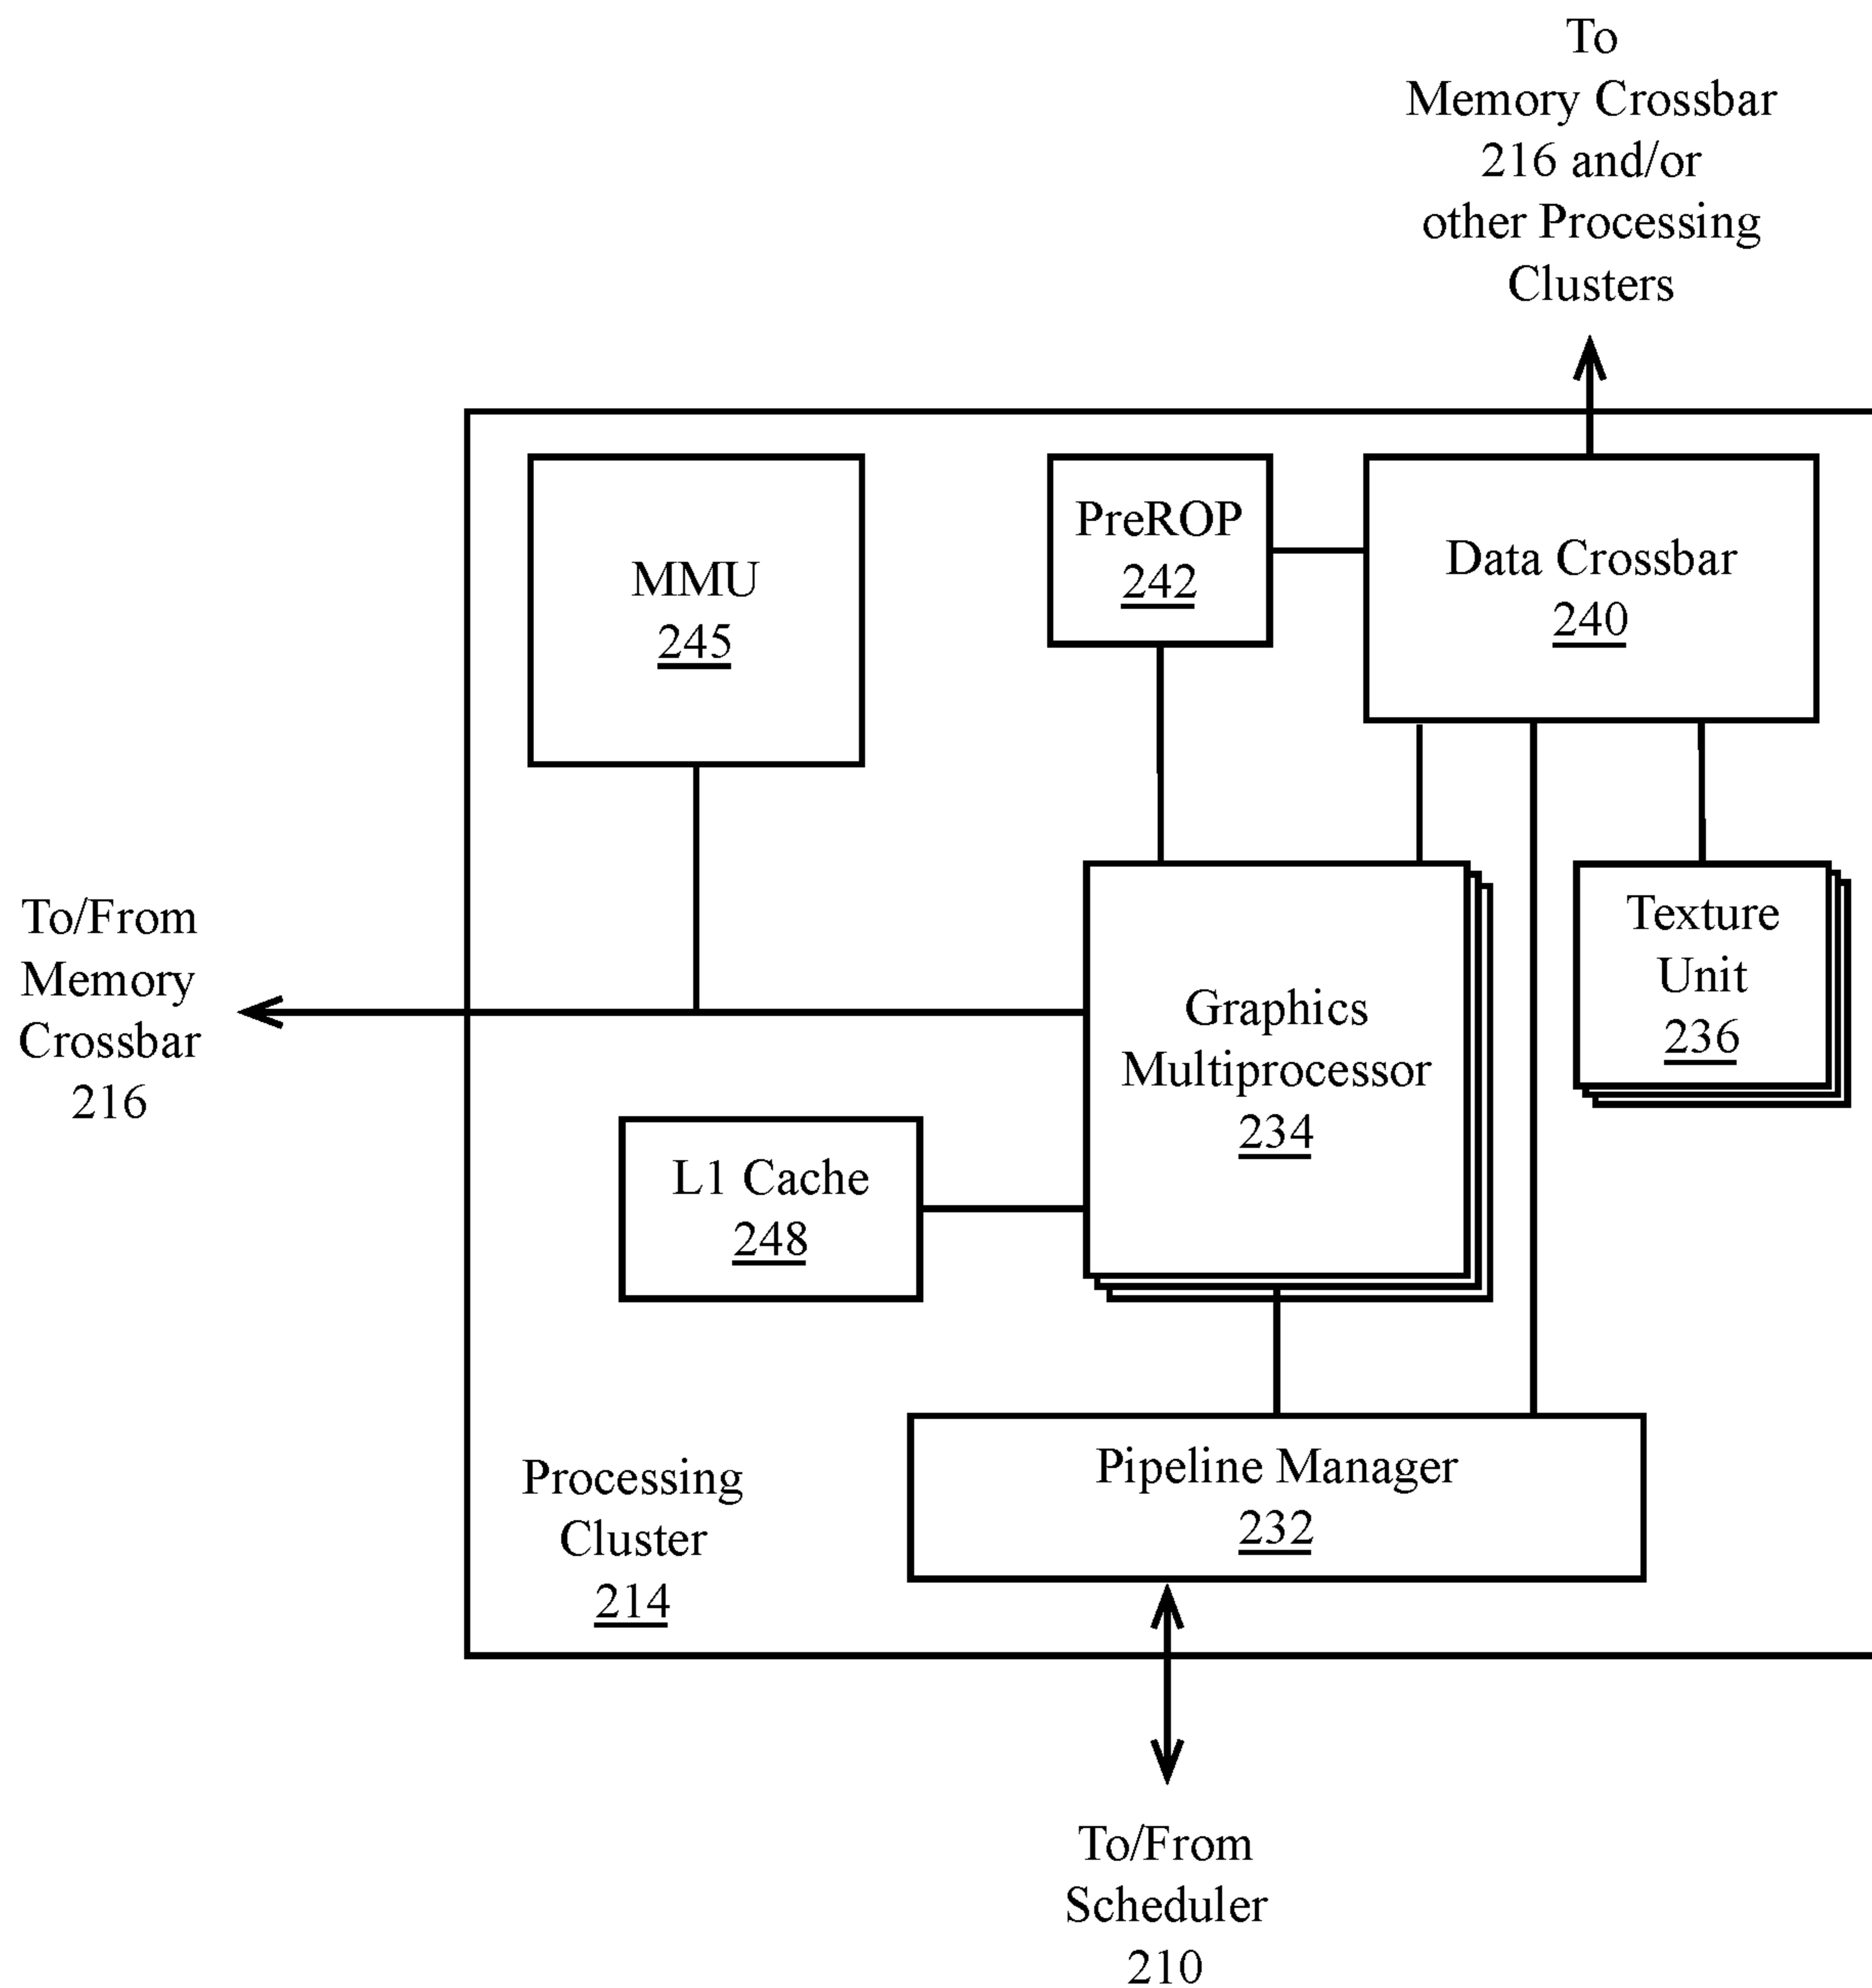 To
Memory Crossbar
216 and/or
other Processing
Clusters
MMU
245
PreROP
242
Data Crossbar
240
To/From
Memory
Crossbar
216
Graphics
Multiprocessor
234
Texture
Unit
236
L1 Cache
248
Pipeline Manager
232
Processing
Cluster
214
To/From
Scheduler
210